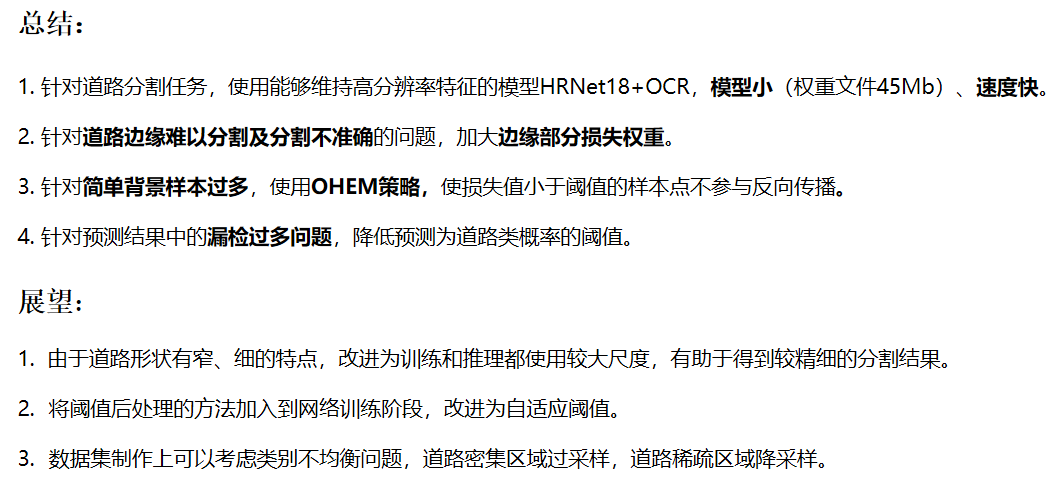 总结：
1. 针对道路分割任务，使用能够维持高分辨率特征的模型HRNet18+OCR，模型小（权重文件45Mb）、速度快。
2. 针对道路边缘难以分割及分割不准确的问题，加大边缘部分损失权重。
3. 针对简单背景样本过多，使用OHEM策略，使损失值小于阈值的样本点不参与反向传播。
4. 针对预测结果中的漏检过多问题，降低预测为道路类概率的阈值。
展望：
1. 由于道路形状有窄、细的特点，改进为训练和推理都使用较大尺度，有助于得到较精细的分割结果。
2. 将阈值后处理的方法加入到网络训练阶段，改进为自适应阈值。
3. 数据集制作上可以考虑类别不均衡问题，道路密集区域过采样，道路稀疏区域降采样。